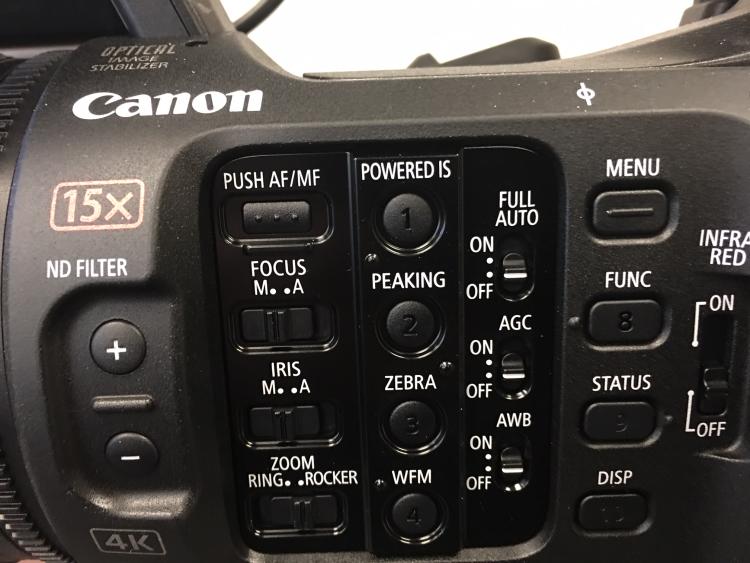 OPTICAL
IMAGE
STABILIZER
Canon
15x
ND FILTER
+
−
4K
PUSH AF/MF
FOCUS
M A
IRIS
M A
ZOOM
RING ROCKER
POWERED IS
1
PEAKING
2
ZEBRA
3
WFM
4
FULL
AUTO
ON
OFF
AGC
ON
OFF
AWB
ON
OFF
MENU
FUNC
8
STATUS
9
DISP
10
INFRA
RED
ON
OFF